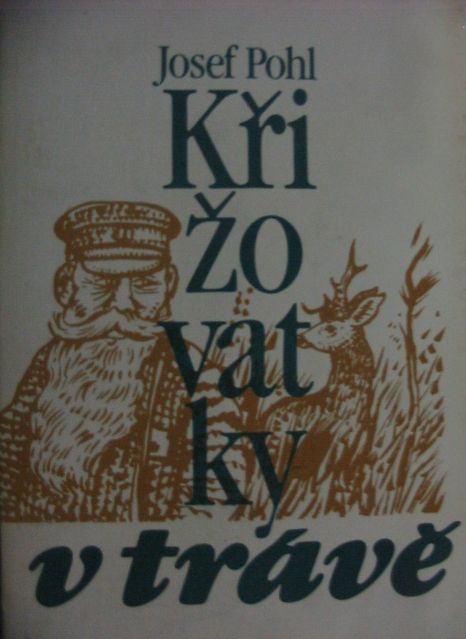 Josef Pohl
Kři
žo
vat
ky
v trávě